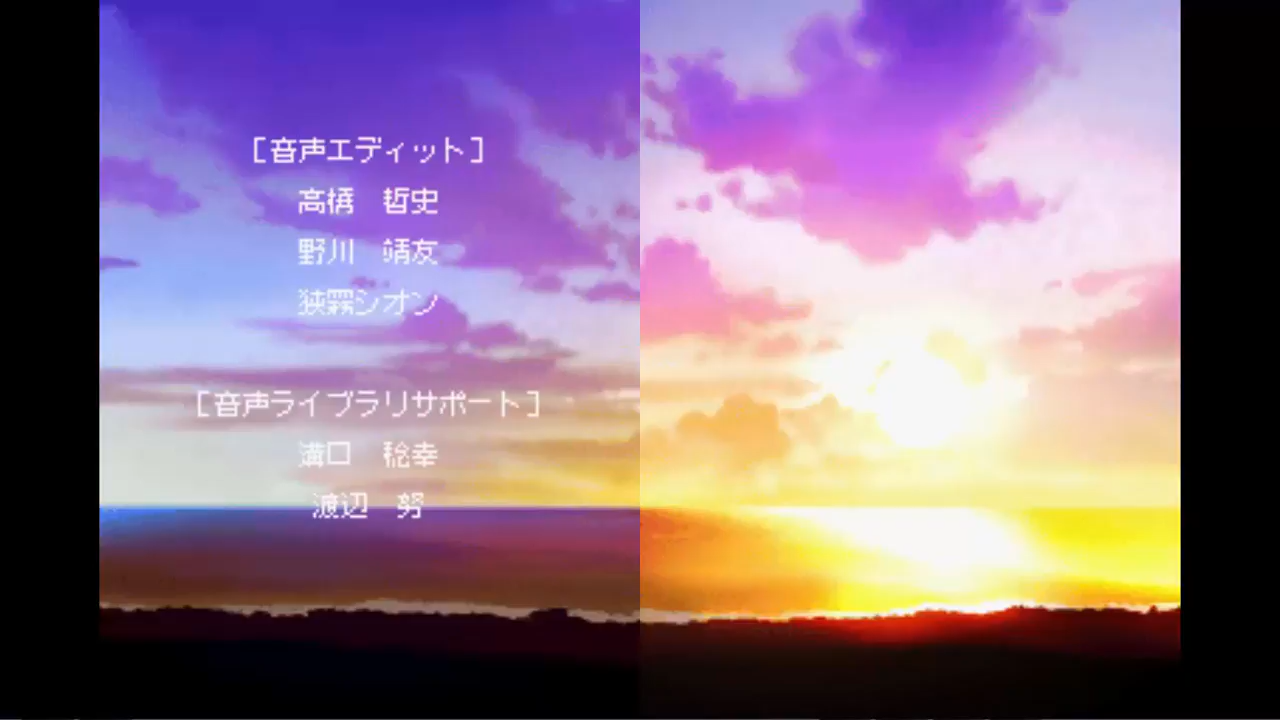 ［音声エディット］
高橋　哲史
野川　靖友
狭霧シオン
［音声ライブラリサポート］
溝口　稔幸
渡辺　努